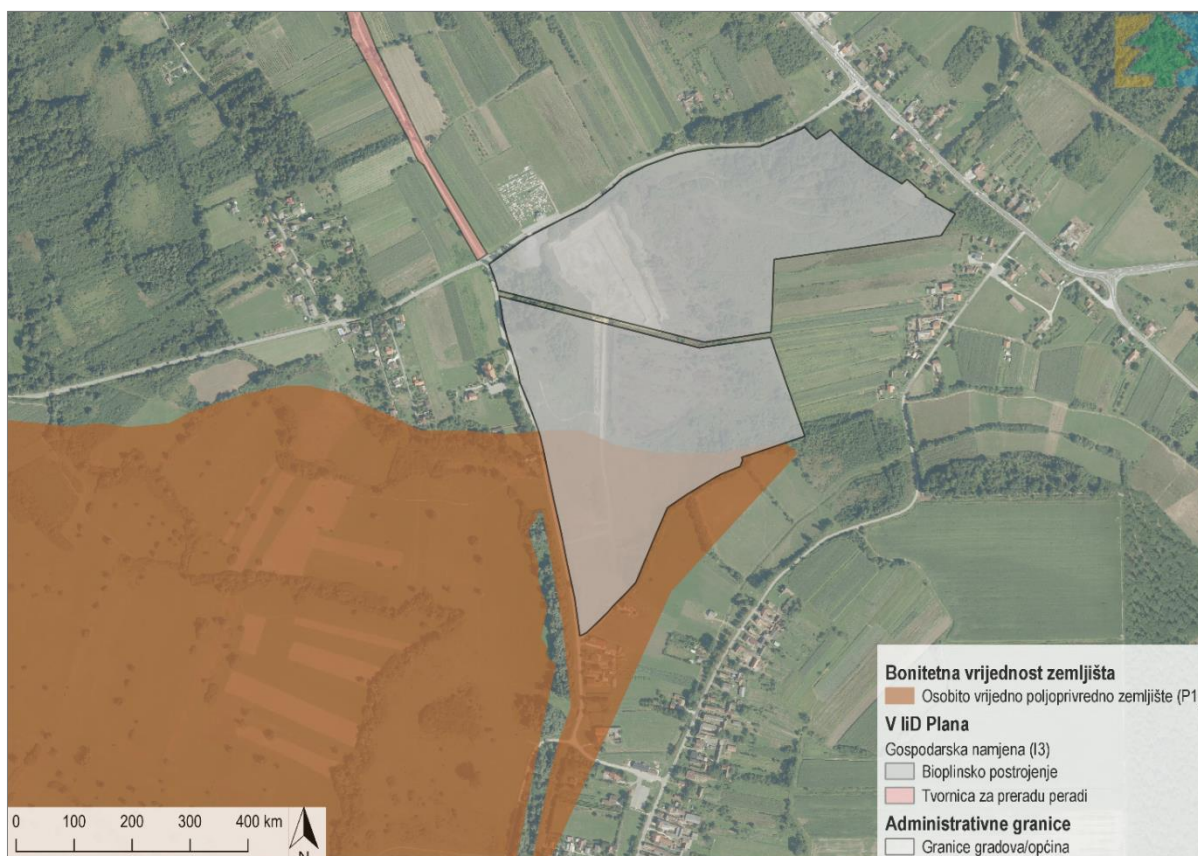 Bonitetna vrijednost zemljišta
Osobito vrijedno poljoprivredno zemljište (P1
V IiD Plana
Gospodarska namjena (I3)
Bioplinsko postrojenje
Tvornica za preradu peradi
Administrativne granice
Granice gradova/općina
0 100 200 300 400 km
N